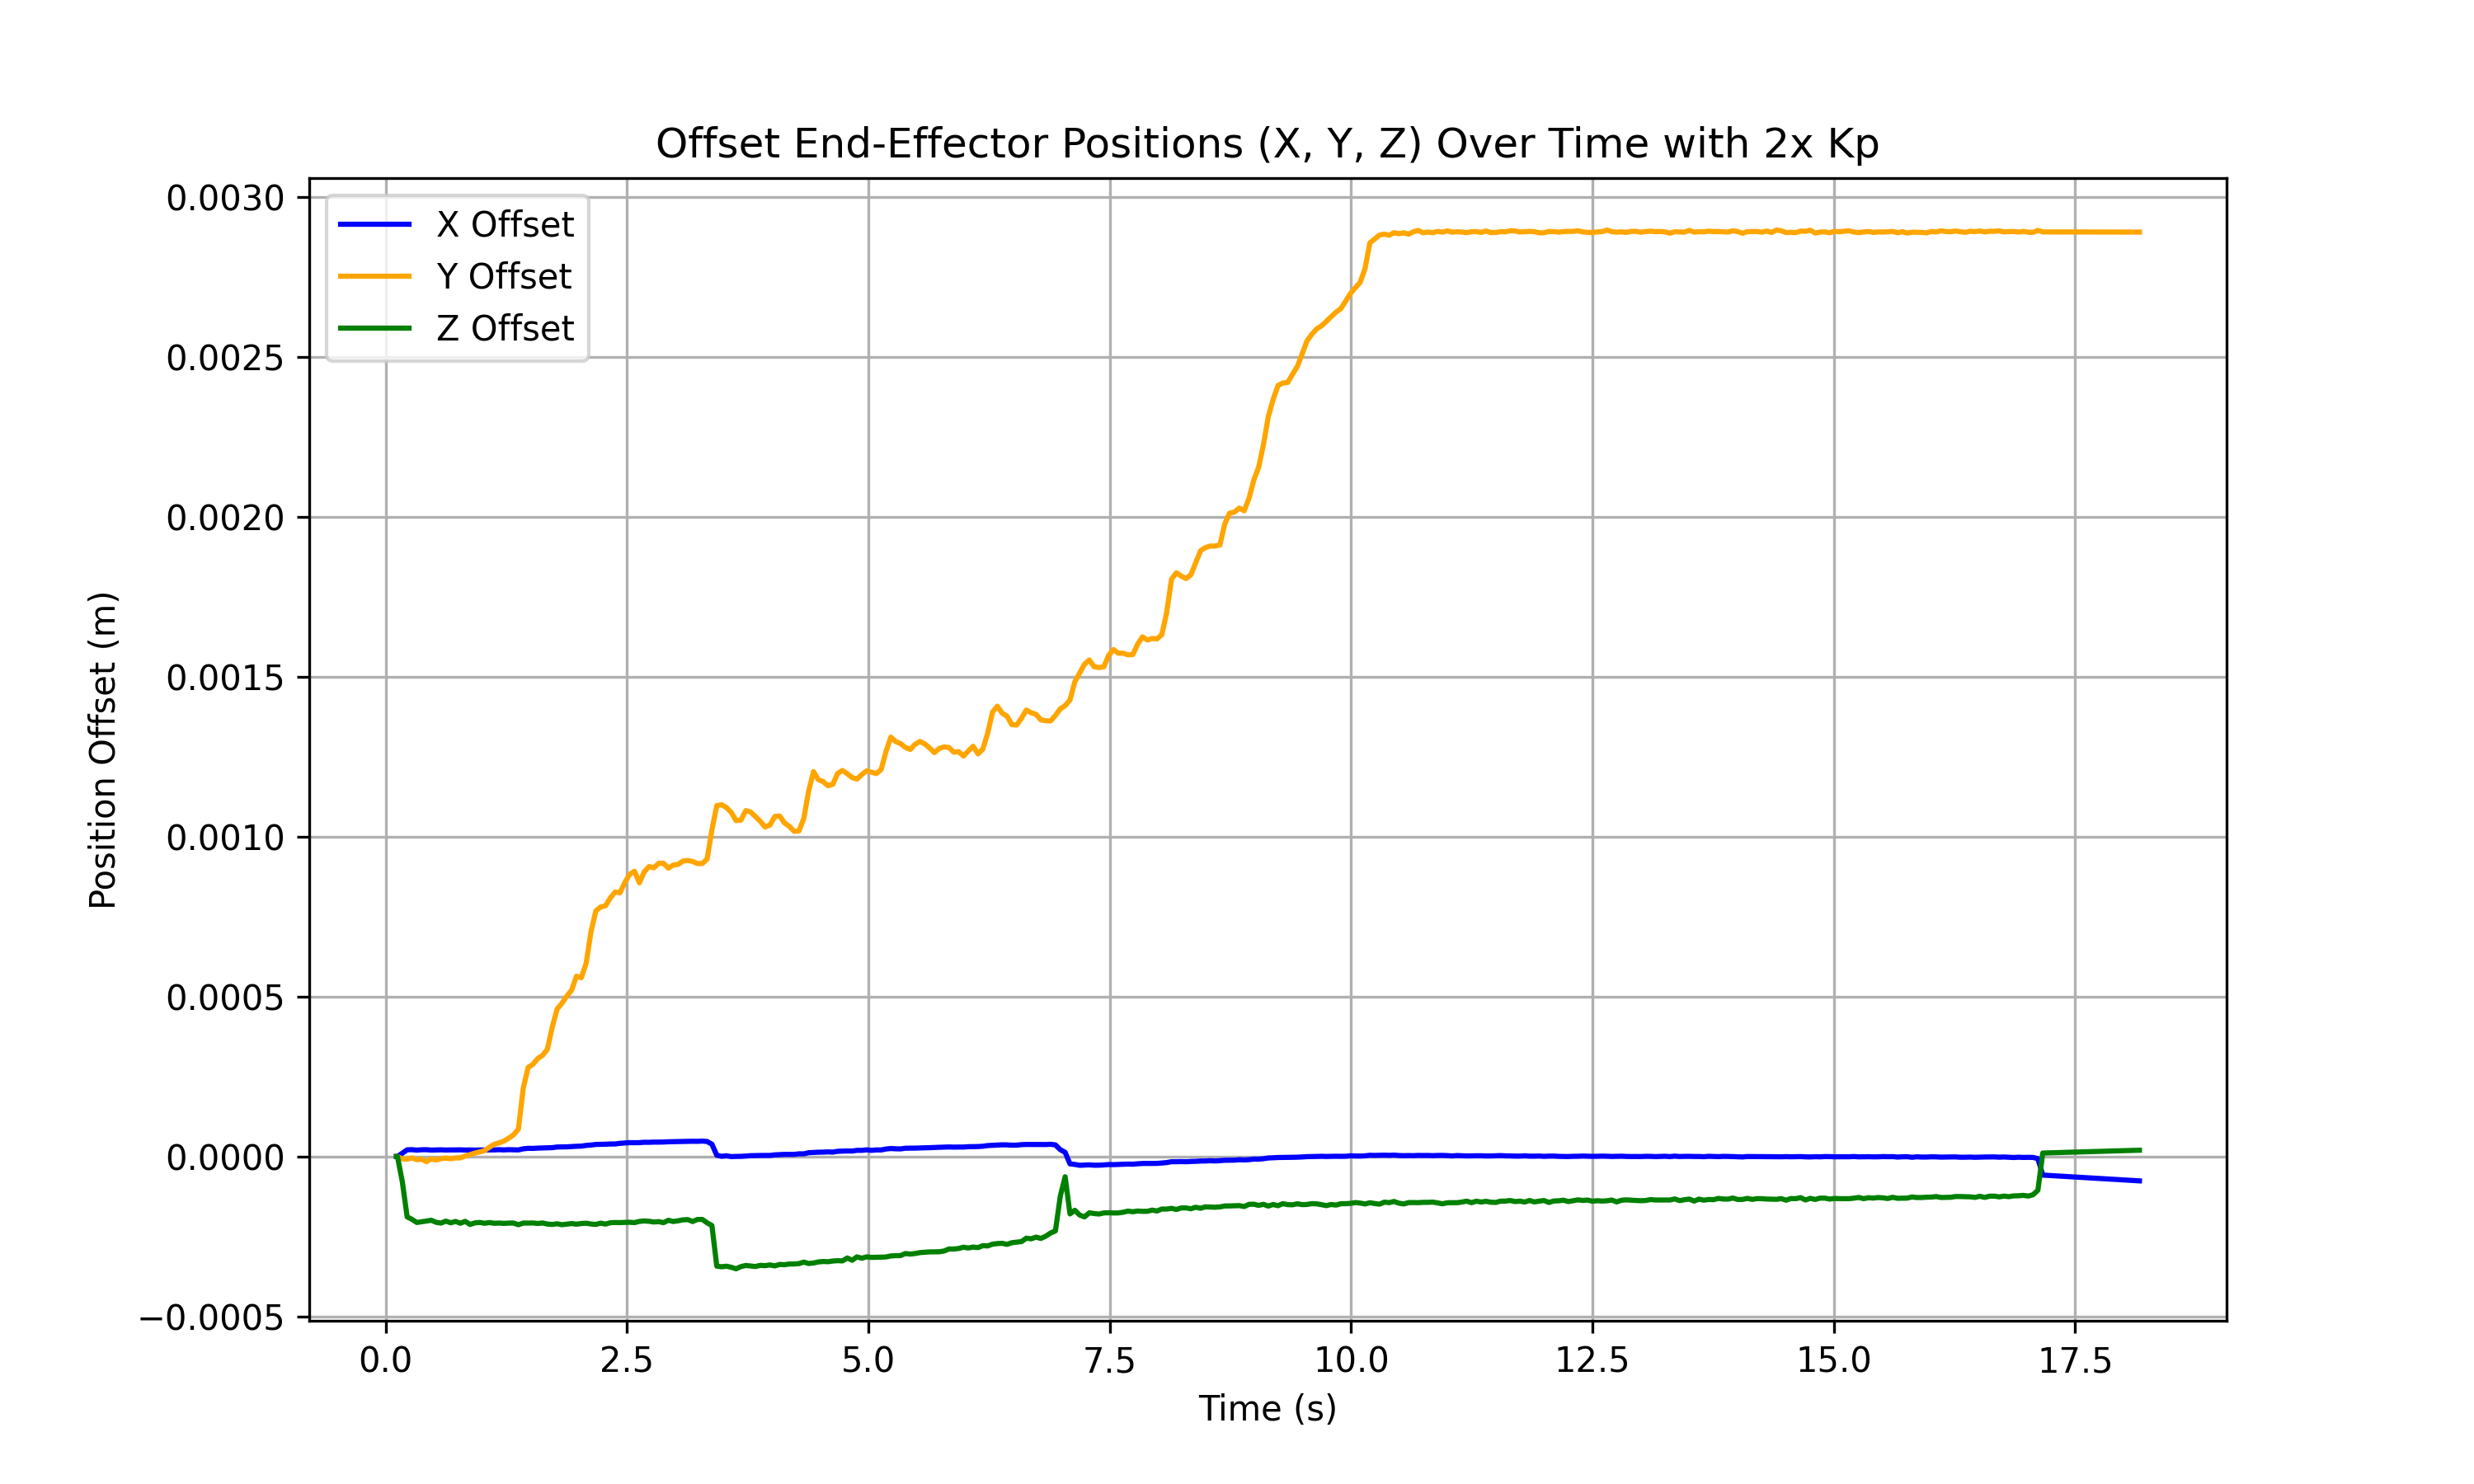 Offset End-Effector Positions (X, Y, Z) Over Time with 2x Kp
X Offset
Y Offset
Z Offset
Position Offset (m)
0.0030
0.0025
0.0020
0.0015
0.0010
0.0005
0.0000
−0.0005
0.0 2.5 5.0 7.5 10.0 12.5 15.0 17.5
Time (s)